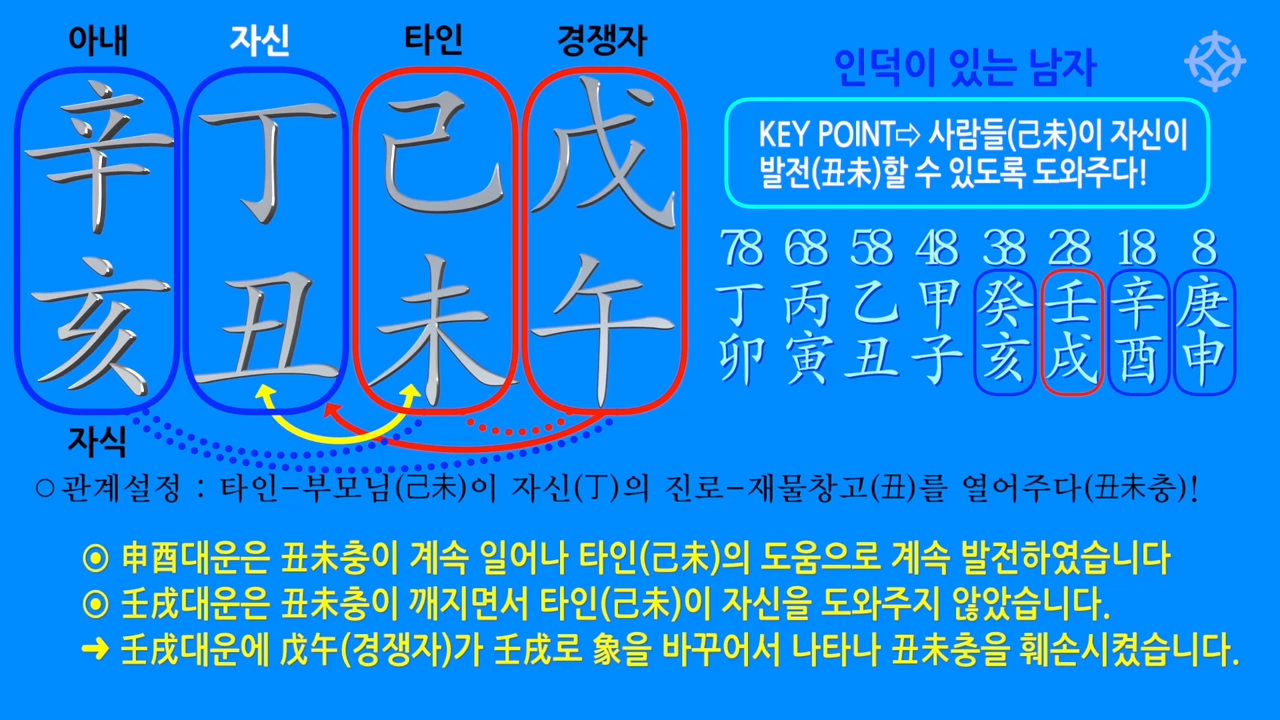 아내 자신 타인 경쟁자
辛 丁 己 戊
亥 丑 未 午
자식
인덕이 있는 남자
KEY POINT⇨ 사람들(己未)이 자신이
발전(丑未)할 수 있도록 도와주다!
78 68 58 48 38 28 18 8
丁 丙 乙 甲 癸 壬 辛 庚
卯 寅 丑 子 亥 戌 酉 申
○관계설정 : 타인-부모님(己未)이 자신(丁)의 진로-재물창고(丑)를 열어주다(丑未충)!
⊙ 申酉대운은 丑未충이 계속 일어나 타인(己未)의 도움으로 계속 발전하였습니다
⊙ 壬戌대운은 丑未충이 깨지면서 타인(己未)이 자신을 도와주지 않았습니다.
➜ 壬戌대운에 戊午(경쟁자)가 壬戌로 象을 바꾸어서 나타나 丑未충을 훼손시켰습니다.